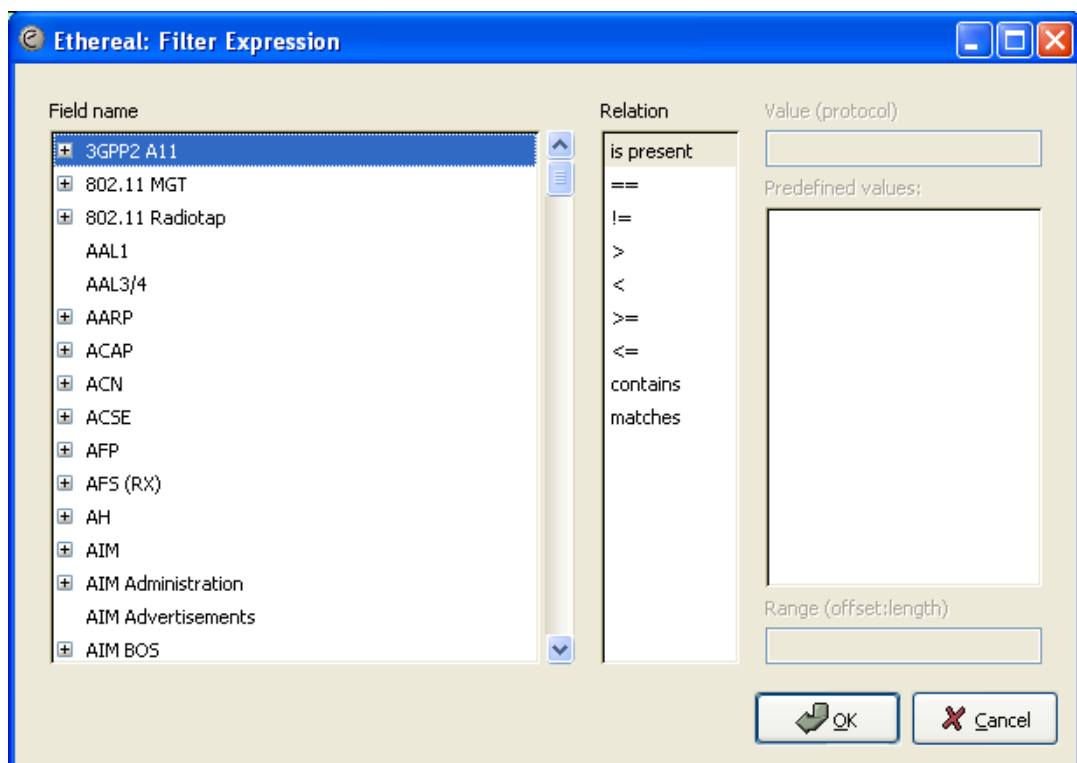 Ethereal: Filter Expression
Field name
3GPP2 A11
802.11 MGT
802.11 Radiotap
AAL1
AAL3/4
AARP
ACAP
ACN
ACSE
AFP
AFS (RX)
AH
AIM
AIM Administration
AIM Advertisements
AIM BOS
Relation
is present
==
!=
>
<
>=
<=
contains
matches
Value (protocol)
Predefined values:
Range (offset:length)
OK
Cancel